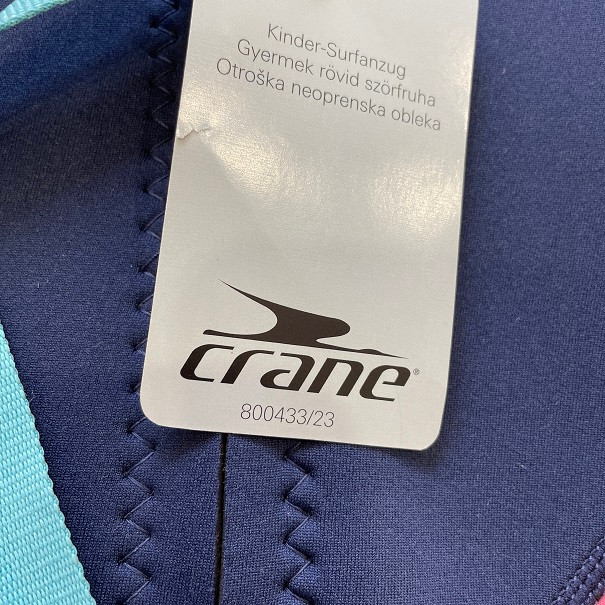 Kinder-Surfanzug
Gyermek rövid szörfruha
Otroška neoprenska obleka
crane®
800433/23